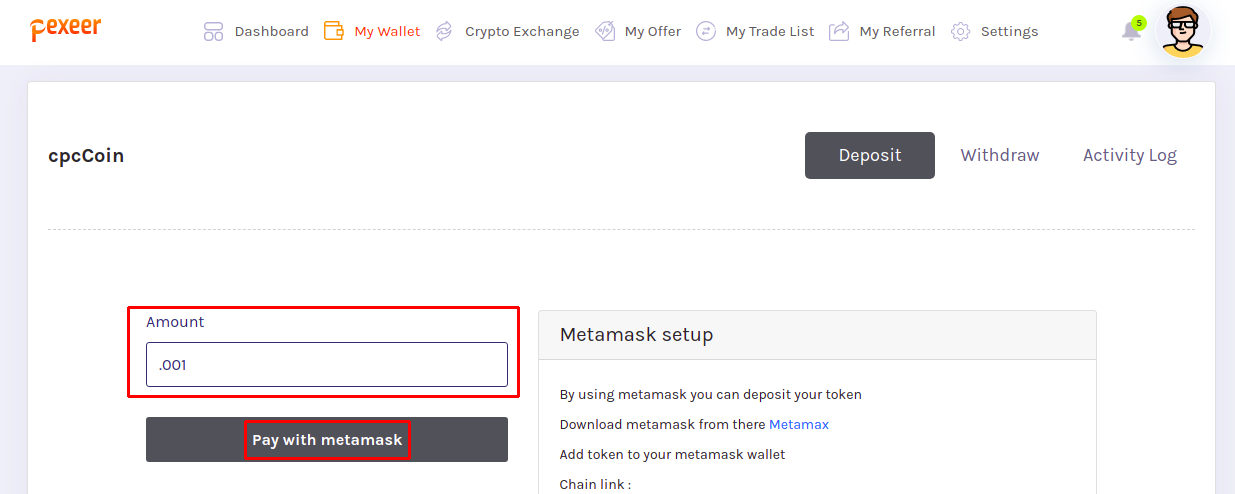 pexeer
Dashboard My Wallet Crypto Exchange My Offer My Trade List My Referral Settings 5
cpcCoin Deposit Withdraw Activity Log
Amount
.001
Pay with metamask
Metamask setup
By using metamask you can deposit your token
Download metamask from there Metamax
Add token to your metamask wallet
Chain link :